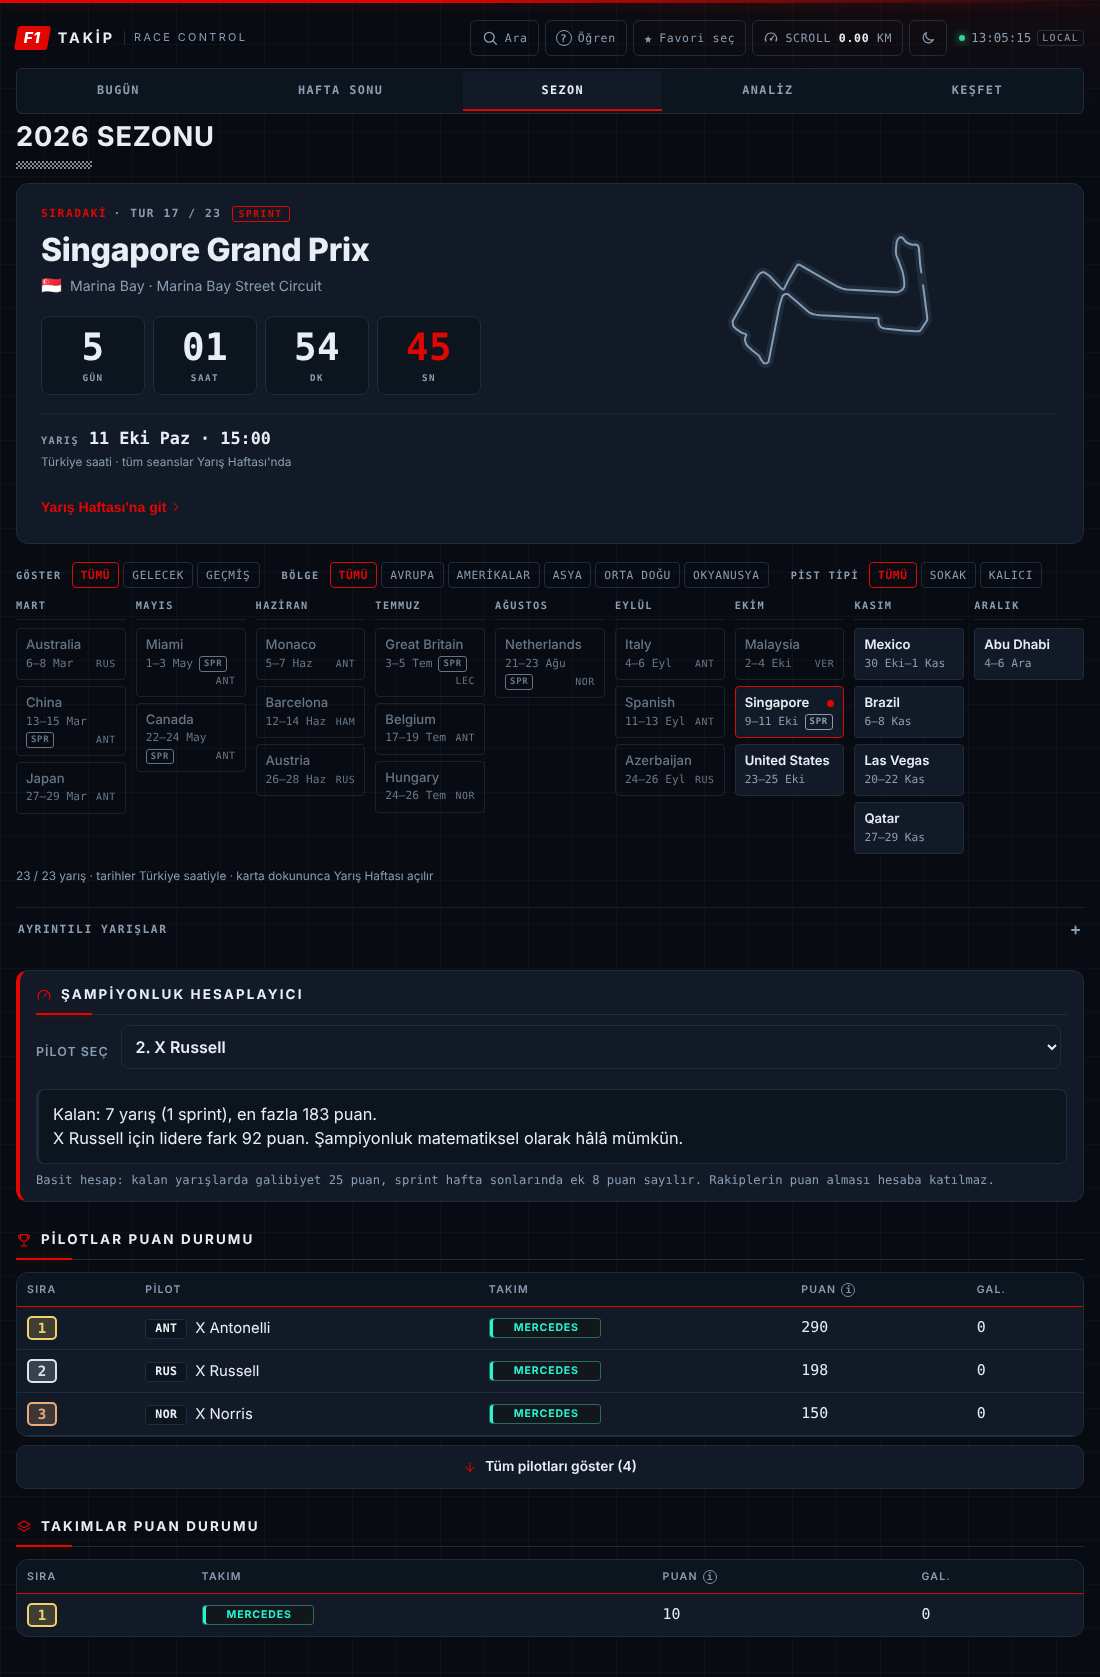 F1 TAKİP RACE CONTROL
Ara
? Öğren
★ Favori seç
SCROLL 0.00 KM
13:05:15 LOCAL
BUGÜN HAFTA SONU SEZON ANALİZ KEŞFET
2026 SEZONU
SIRADAKİ · TUR 17 / 23 SPRINT
Singapore Grand Prix
🇸🇬 Marina Bay · Marina Bay Street Circuit
5 01 54 45
GÜN SAAT DK SN
YARIŞ 11 Eki Paz · 15:00
Türkiye saati · tüm seanslar Yarış Haftası'nda
Yarış Haftası'na git ›
GÖSTER TÜMÜ GELECEK GEÇMİŞ BÖLGE TÜMÜ AVRUPA AMERİKALAR ASYA ORTA DOĞU OKYANUSYA PİST TİPİ TÜMÜ SOKAK KALICI
MART
Australia
6–8 Mar RUS
China
13–15 Mar
SPR ANT
Japan
27–29 Mar ANT
MAYIS
Miami
1–3 May SPR
ANT
Canada
22–24 May
SPR ANT
HAZİRAN
Monaco
5–7 Haz ANT
Barcelona
12–14 Haz HAM
Austria
26–28 Haz RUS
TEMMUZ
Great Britain
3–5 Tem SPR
LEC
Belgium
17–19 Tem ANT
Hungary
24–26 Tem NOR
AĞUSTOS
Netherlands
21–23 Ağu
SPR NOR
EYLÜL
Italy
4–6 Eyl ANT
Spanish
11–13 Eyl ANT
Azerbaijan
24–26 Eyl RUS
EKİM
Malaysia
2–4 Eki VER
Singapore
9–11 Eki SPR
United States
23–25 Eki
KASIM
Mexico
30 Eki–1 Kas
Brazil
6–8 Kas
Las Vegas
20–22 Kas
Qatar
27–29 Kas
ARALIK
Abu Dhabi
4–6 Ara
23 / 23 yarış · tarihler Türkiye saatiyle · karta dokununca Yarış Haftası açılır
AYRINTILI YARIŞLAR +
ŞAMPİYONLUK HESAPLAYICI
PİLOT SEÇ 2. X Russell
Kalan: 7 yarış (1 sprint), en fazla 183 puan.
X Russell için lidere fark 92 puan. Şampiyonluk matematiksel olarak hâlâ mümkün.
Basit hesap: kalan yarışlarda galibiyet 25 puan, sprint hafta sonlarında ek 8 puan sayılır. Rakiplerin puan alması hesaba katılmaz.
PİLOTLAR PUAN DURUMU
SIRA PİLOT TAKIM PUAN i GAL.
1 ANT X Antonelli MERCEDES 290 0
2 RUS X Russell MERCEDES 198 0
3 NOR X Norris MERCEDES 150 0
↓ Tüm pilotları göster (4)
TAKIMLAR PUAN DURUMU
SIRA TAKIM PUAN i GAL.
1 MERCEDES 10 0